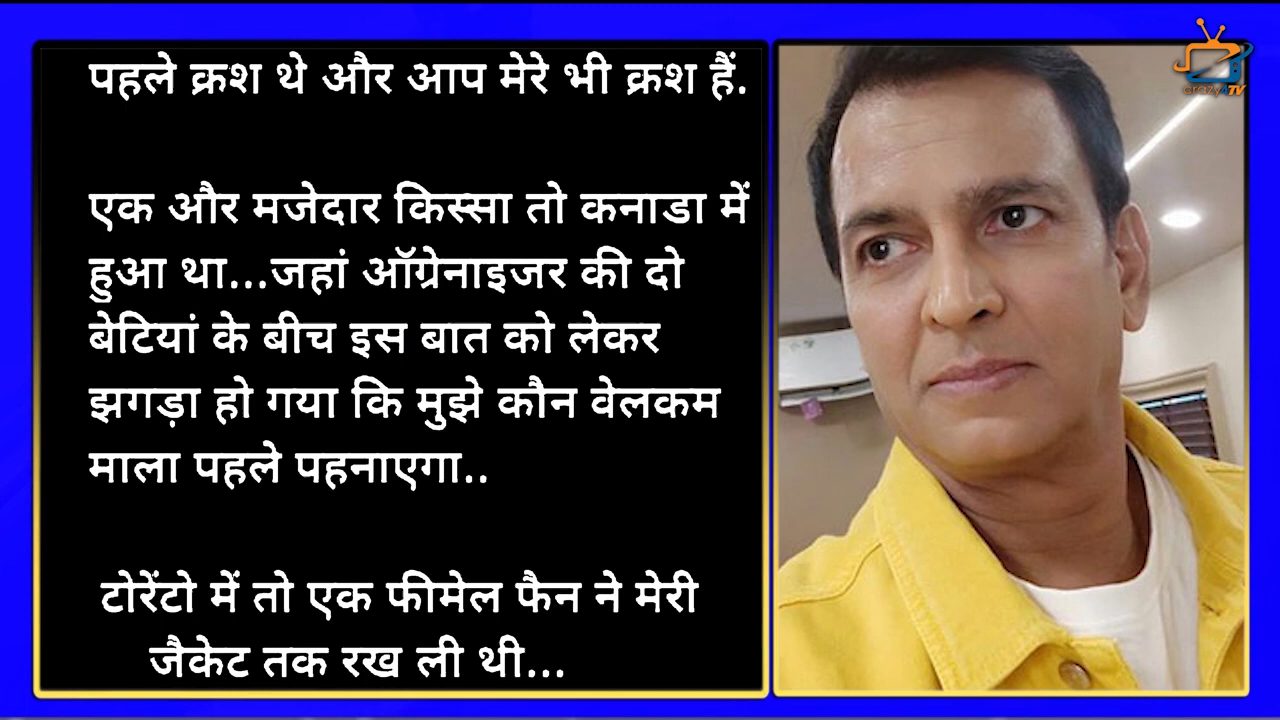 पहले क्रश थे और आप मेरे भी क्रश हैं.
एक और मजेदार किस्सा तो कनाडा में
हुआ था...जहां ऑग्रेनाइजर की दो
बेटियां के बीच इस बात को लेकर
झगड़ा हो गया कि मुझे कौन वेलकम
माला पहले पहनाएगा..
टोरेंटो में तो एक फीमेल फैन ने मेरी
जैकेट तक रख ली थी...
crazy4TV